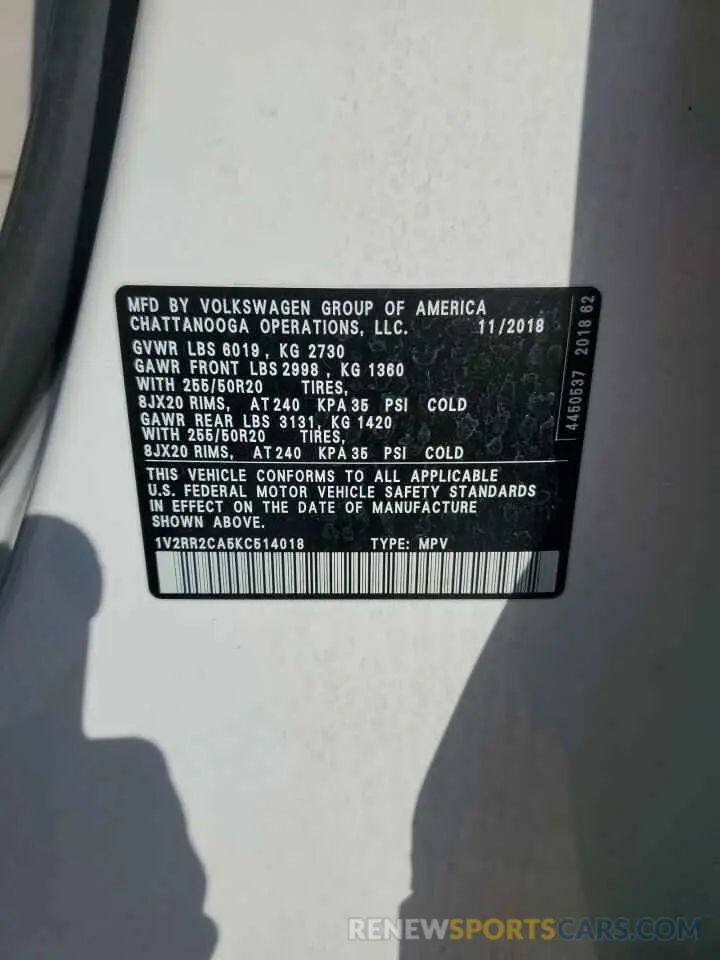 MFD BY VOLKSWAGEN GROUP OF AMERICA
CHATTANOOGA OPERATIONS, LLC. 11/2018
GVWR LBS 6019, KG 2730
GAWR FRONT LBS 2998, KG 1360
WITH 255/50R20 TIRES,
8JX20 RIMS, AT 240 KPA 35 PSI COLD
GAWR REAR LBS 3131, KG 1420
WITH 255/50R20 TIRES,
8JX20 RIMS, AT 240 KPA 35 PSI COLD
THIS VEHICLE CONFORMS TO ALL APPLICABLE
U.S. FEDERAL MOTOR VEHICLE SAFETY STANDARDS
IN EFFECT ON THE DATE OF MANUFACTURE
SHOWN ABOVE.
1V2RR2CA5KC514018 TYPE: MPV
4450537 2018 62
RENEWSPORTSCARS.COM